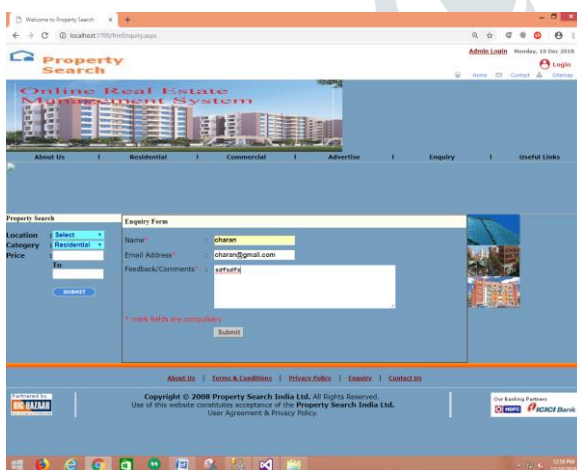 Welcome to Property Search
localhost:1700/frmEnquiry.aspx
Admin Login Monday, 10 Dec 2018
Property
Search
Login
Home Contact Sitemap
Online Real Estate
Management System
About Us | Residential | Commercial | Advertise | Enquiry | Useful Links
Property Search
Location : Select
Category : Residential
Price :
To
SUBMIT
Enquiry Form
Name* : charan
Email Address* : charan@gmail.com
Feedback/Comments* : sdfsdfs
* mark fields are compulsory
Submit
About Us | Terms & Conditions | Privacy Policy | Enquiry | Contact Us
Partnered by
BIG BAZAAR
Copyright © 2008 Property Search India Ltd. All Rights Reserved.
Use of this website constitutes acceptance of the Property Search India Ltd.
User Agreement & Privacy Policy.
Our Banking Partners
HDFC ICICI Bank
12:18 PM